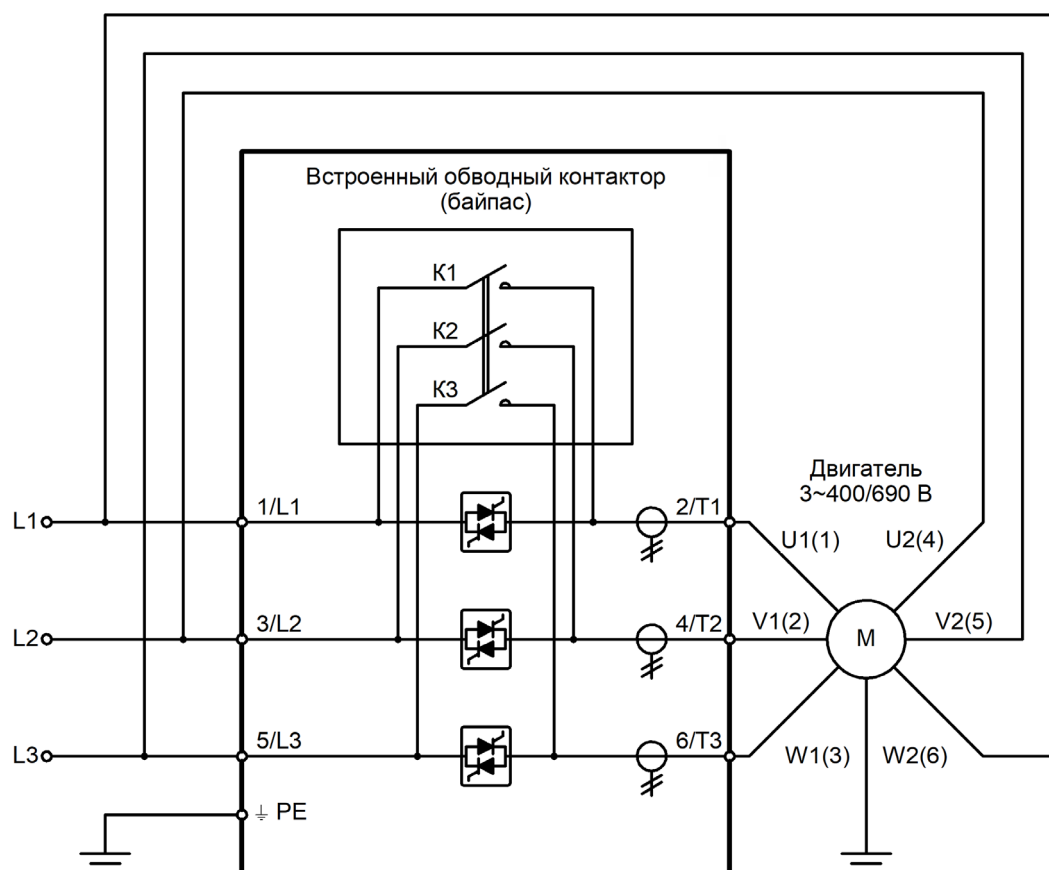 Встроенный обводный контактор
(байпас)
К1
К2
К3
Двигатель
3~400/690 В
L1
1/L1
2/T1
U1(1)
U2(4)
L2
3/L2
4/T2
V1(2)
M
V2(5)
L3
5/L3
6/T3
W1(3)
W2(6)
PE